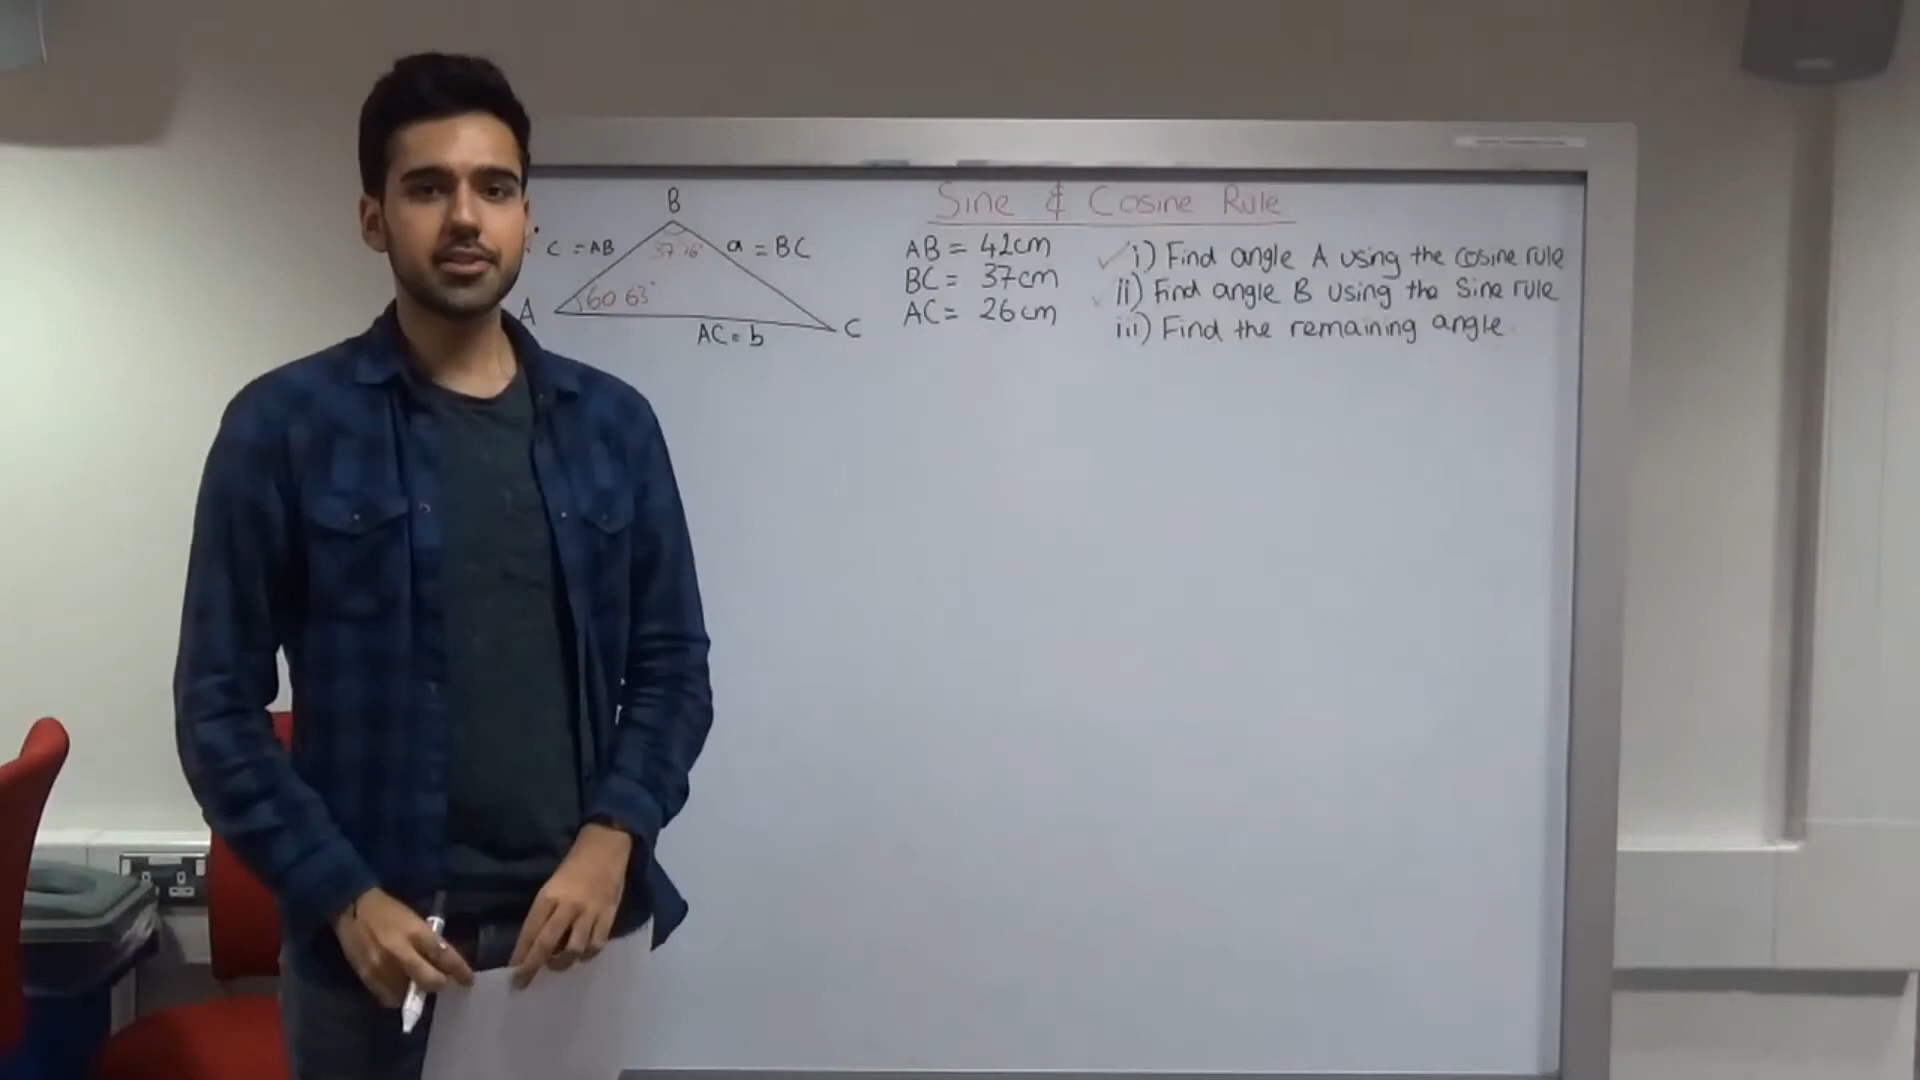 Sine & Cosine Rule
B
c = AB
a = BC
37.76°
A
60.63°
AC = b
C
AB = 42cm
BC = 37cm
AC = 26cm
i) Find angle A using the cosine rule
ii) Find angle B using the Sine rule
iii) Find the remaining angle.